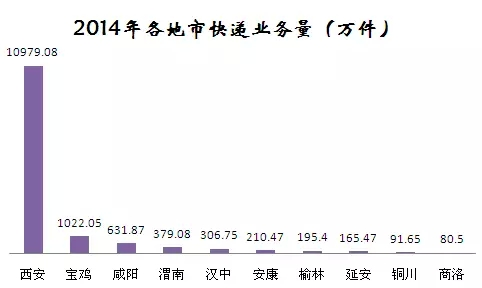 2014年各地市快递业务量（万件）
10979.08
1022.05 631.87 379.08 306.75 210.47 195.4 165.47 91.65 80.5
西安 宝鸡 咸阳 渭南 汉中 安康 榆林 延安 铜川 商洛